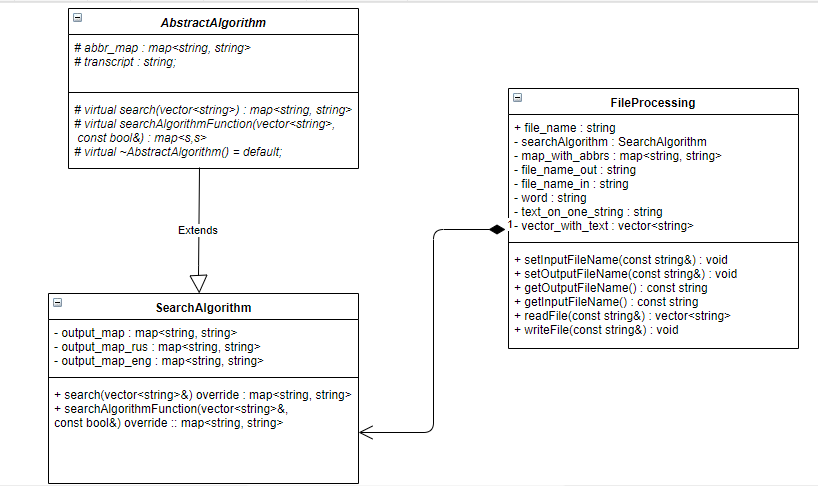 AbstractAlgorithm
# abbr_map : map<string, string>
# transcript : string;
# virtual search(vector<string>) : map<string, string>
# virtual searchAlgorithmFunction(vector<string>,
const bool&) : map<s,s>
# virtual ~AbstractAlgorithm() = default;
Extends
SearchAlgorithm
- output_map : map<string, string>
- output_map_rus : map<string, string>
- output_map_eng : map<string, string>
+ search(vector<string>&) override : map<string, string>
+ searchAlgorithmFunction(vector<string>&,
const bool&) override :: map<string, string>
FileProcessing
+ file_name : string
- searchAlgorithm : SearchAlgorithm
- map_with_abbrs : map<string, string>
- file_name_out : string
- file_name_in : string
- word : string
- text_on_one_string : string
1
- vector_with_text : vector<string>
+ setInputFileName(const string&) : void
+ setOutputFileName(const string&) : void
+ getOutputFileName() : const string
+ getInputFileName() : const string
+ readFile(const string&) : vector<string>
+ writeFile(const string&) : void